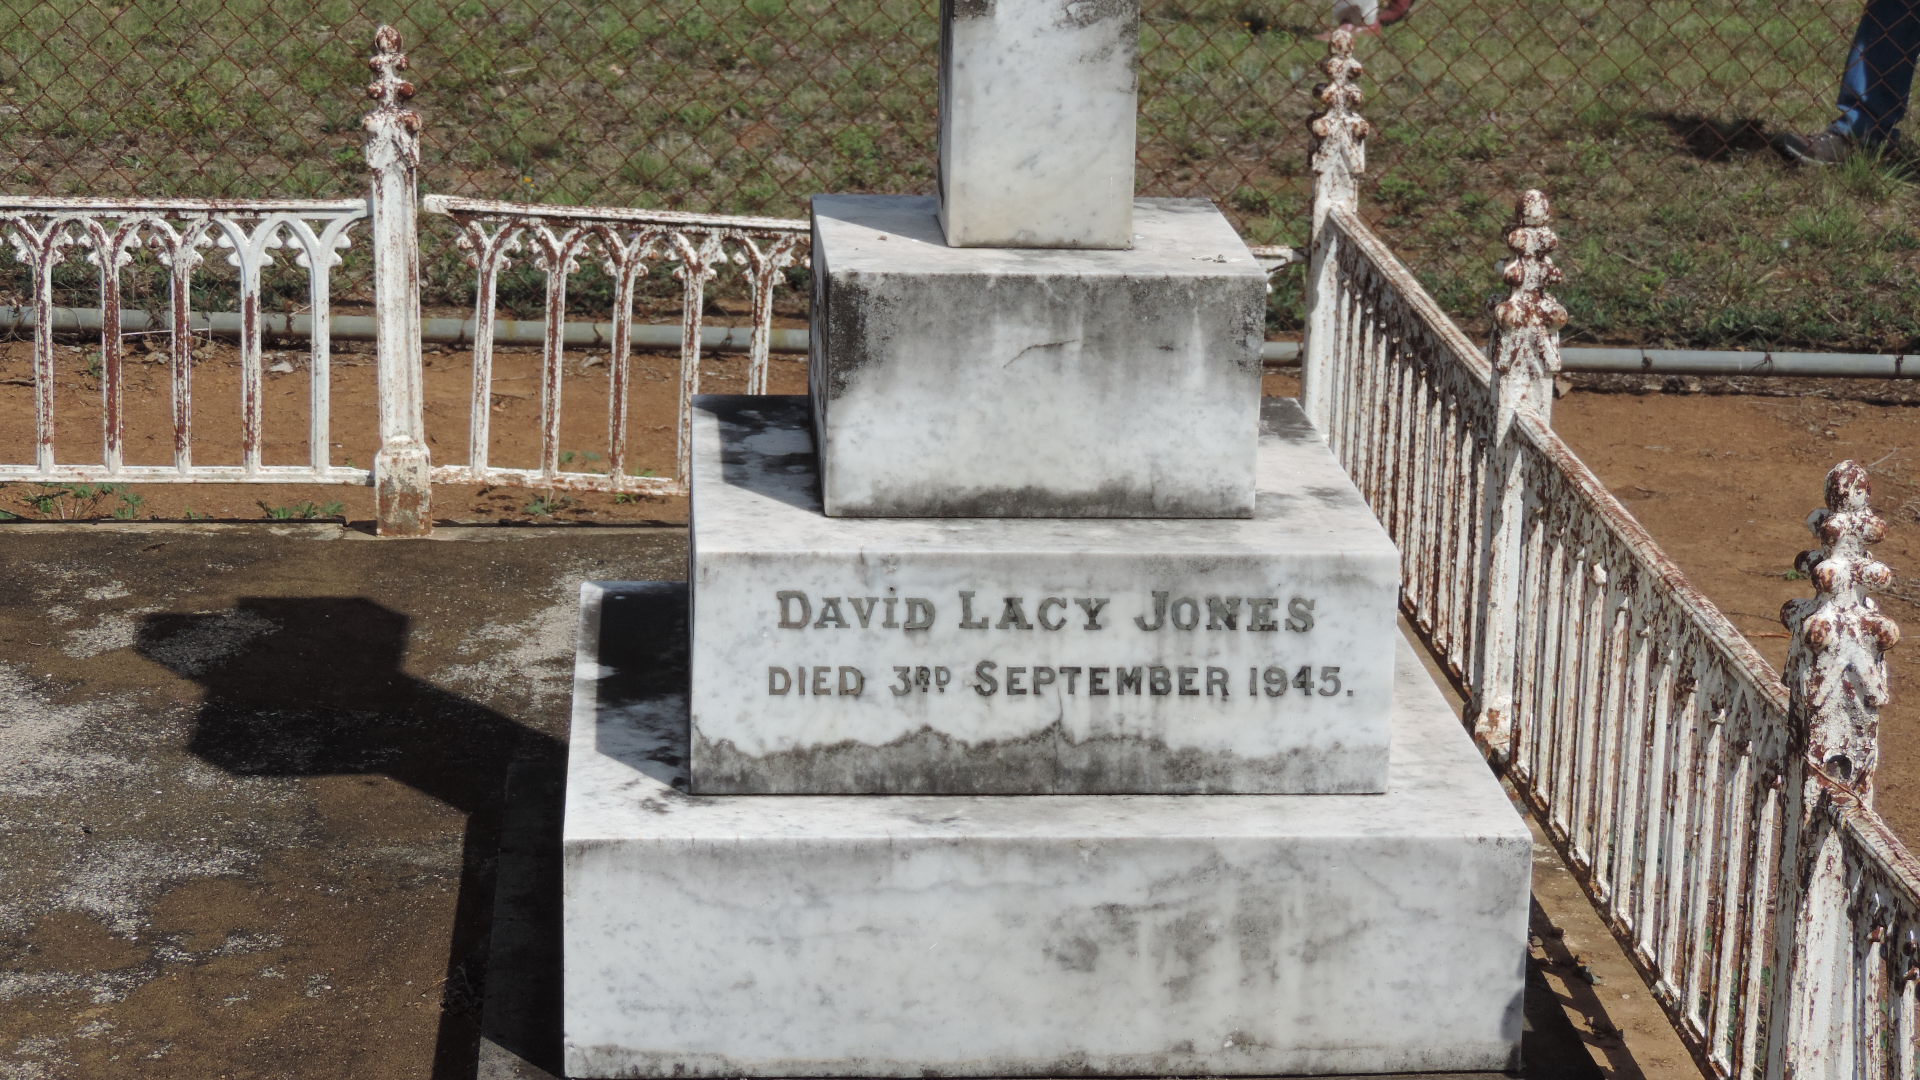 DAVID LACY JONES
DIED 3RD SEPTEMBER 1945.